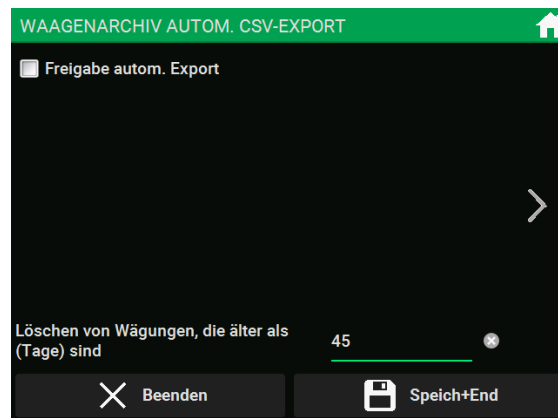 WAAGENARCHIV AUTOM. CSV-EXPORT
Freigabe autom. Export
Löschen von Wägungen, die älter als
(Tage) sind
45
Beenden
Speich+End